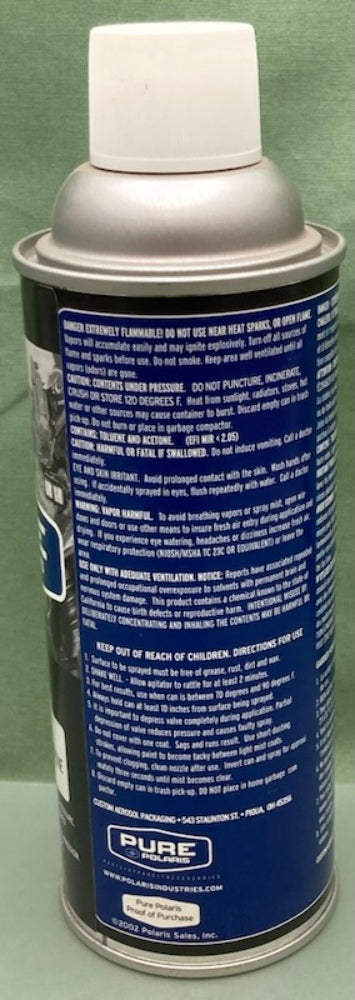 DANGER EXTREMELY FLAMMABLE! DO NOT USE NEAR HEAT SPARKS, OR OPEN FLAME.
Vapors will accumulate easily and may ignite explosively. Turn off all sources of
flame and sparks before use. Do not smoke. Keep area well ventilated until all
vapors (odors) are gone.
CAUTION: CONTENTS UNDER PRESSURE. DO NOT PUNCTURE, INCINERATE,
CRUSH OR STORE 120 DEGREES F. Heat from sunlight, radiators, stoves, hot
water or other sources may cause container to burst. Discard empty can in trash
pick-up. Do not burn or place in garbage compactor.
CONTAINS: TOLUENE AND ACETONE. (EFI MIR < 2.05)
CAUTION: HARMFUL OR FATAL IF SWALLOWED. Do not induce vomiting. Call a doctor
immediately.
EYE AND SKIN IRRITANT. Avoid prolonged contact with the skin. Wash hands after
using. If accidentally sprayed in eyes, flush repeatedly with water. Call a doctor
immediately.
WARNING: VAPOR HARMFUL. To avoid breathing vapors or spray mist, open
doors and doors or use other means to insure fresh air entry during application and
drying. If you experience eye watering, headaches or dizziness increase fresh air,
wear respiratory protection (NIOSH/MSHA TC 23C OR EQUIVALENT) or leave the
area.
USE ONLY WITH ADEQUATE VENTILATION. NOTICE: Reports have associated repeated
and prolonged occupational overexposure to solvents with permanent brain and
nervous system damage. This product contains a chemical known to the state of
California to cause birth defects or reproductive harm. INTENTIONAL MISUSE BY
DELIBERATELY CONCENTRATING AND INHALING THE CONTENTS MAY BE HARMFUL OR
FATAL.
KEEP OUT OF REACH OF CHILDREN. DIRECTIONS FOR USE
1. Surface to be sprayed must be free of grease, rust, dirt and wax.
2. SHAKE WELL. - Allow agitator to rattle for at least 2 minutes.
3. For best results, use when can is between 70 degrees and 90 degrees F.
4. Always hold can at least 10 inches from surface being sprayed.
5. It is important to depress valve completely during application. Partial
depression of valve reduces pressure and causes faulty spray.
6. Do not cover with one coat. Sags and runs result. Use short dusting
strokes, allowing paint to become tacky between light mist coats.
7. To prevent clogging, clean nozzle after use. Invert can and spray for approxi
mately three seconds until mist becomes clear.
8. Discard empty can in trash pick-up. DO NOT place in home garbage com
pactor.
CUSTOM AEROSOL PACKAGING • 543 STAUNTON ST. • PIQUA, OH 45356
PURE
POLARIS
PARTS APPAREL ACCESSORIES
WWW.POLARISINDUSTRIES.COM
Pure Polaris
Proof of Purchase
©2002 Polaris Sales, Inc.